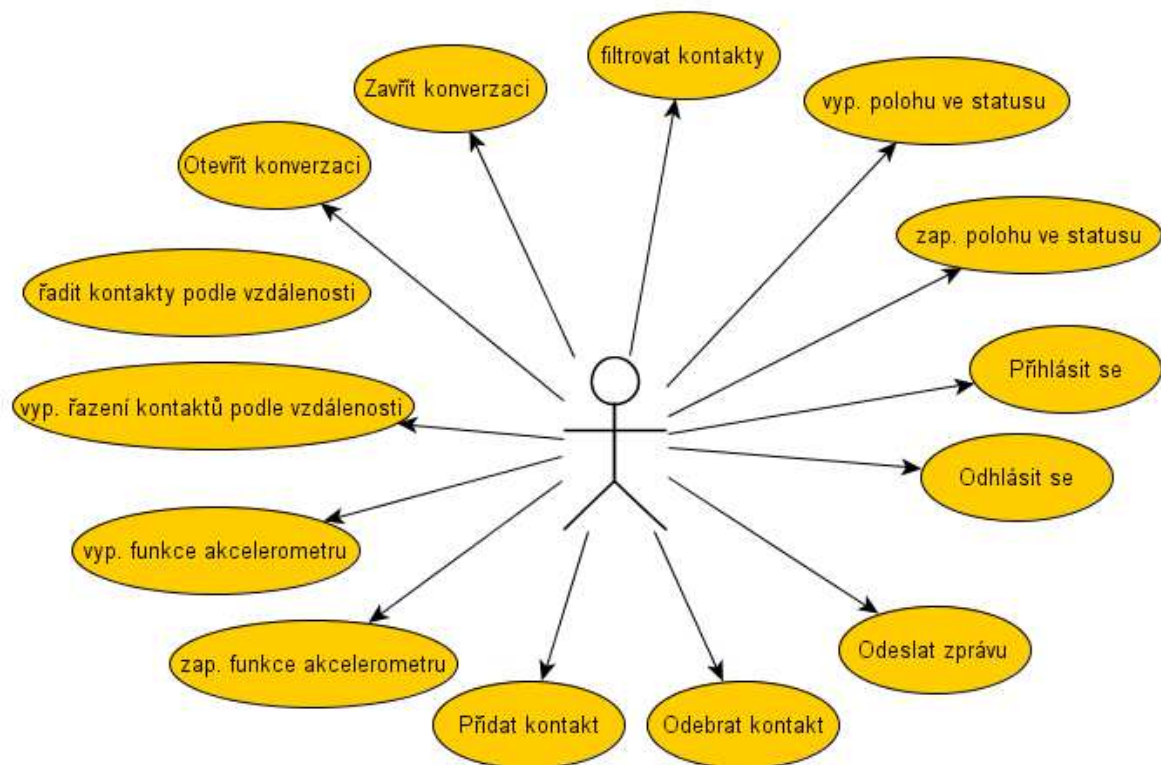 filtrovat kontakty
Zavřít konverzaci
vyp. polohu ve statusu
Otevřít konverzaci
zap. polohu ve statusu
řadit kontakty podle vzdálenosti
Přihlásit se
vyp. řazení kontaktů podle vzdálenosti
Odhlásit se
vyp. funkce akcelerometru
Odeslat zprávu
zap. funkce akcelerometru
Přidat kontakt
Odebrat kontakt